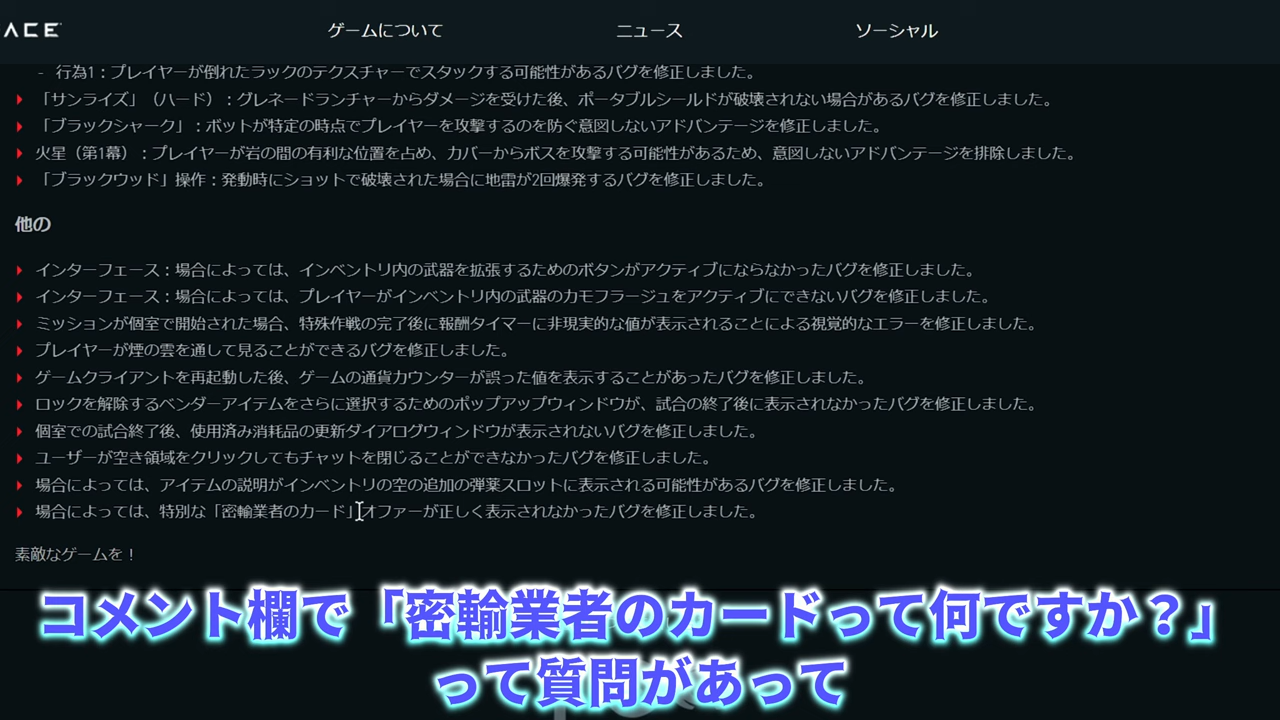 ACE
ゲームについて
ニュース
ソーシャル
- 行為1：プレイヤーが倒れたラックのテクスチャーでスタックする可能性があるバグを修正しました。
「サンライズ」（ハード）：グレネードランチャーからダメージを受けた後、ポータブルシールドが破壊されない場合があるバグを修正しました。
「ブラックシャーク」：ボットが特定の時点でプレイヤーを攻撃するのを防ぐ意図しないアドバンテージを修正しました。
火星（第1幕）：プレイヤーが岩の間の有利な位置を占め、カバーからボスを攻撃する可能性があるため、意図しないアドバンテージを排除しました。
「ブラックウッド」操作：発動時にショットで破壊された場合に地雷が2回爆発するバグを修正しました。
他の
インターフェース：場合によっては、インベントリ内の武器を拡張するためのボタンがアクティブにならなかったバグを修正しました。
インターフェース：場合によっては、プレイヤーがインベントリ内の武器のカモフラージュをアクティブにできないバグを修正しました。
ミッションが個室で開始された場合、特殊作戦の完了後に報酬タイマーに非現実的な値が表示されることによる視覚的なエラーを修正しました。
プレイヤーが煙の雲を通して見ることができるバグを修正しました。
ゲームクライアントを再起動した後、ゲームの通貨カウンターが誤った値を表示することがあったバグを修正しました。
ロックを解除するベンダーアイテムをさらに選択するためのポップアップウィンドウが、試合の終了後に表示されなかったバグを修正しました。
個室での試合終了後、使用済み消耗品の更新ダイアログウィンドウが表示されないバグを修正しました。
ユーザーが空き領域をクリックしてもチャットを閉じることができなかったバグを修正しました。
場合によっては、アイテムの説明がインベントリの空の追加の弾薬スロットに表示される可能性があるバグを修正しました。
場合によっては、特別な「密輸業者のカード」オファーが正しく表示されなかったバグを修正しました。
素敵なゲームを！
コメント欄で「密輸業者のカードって何ですか？」
って質問があって